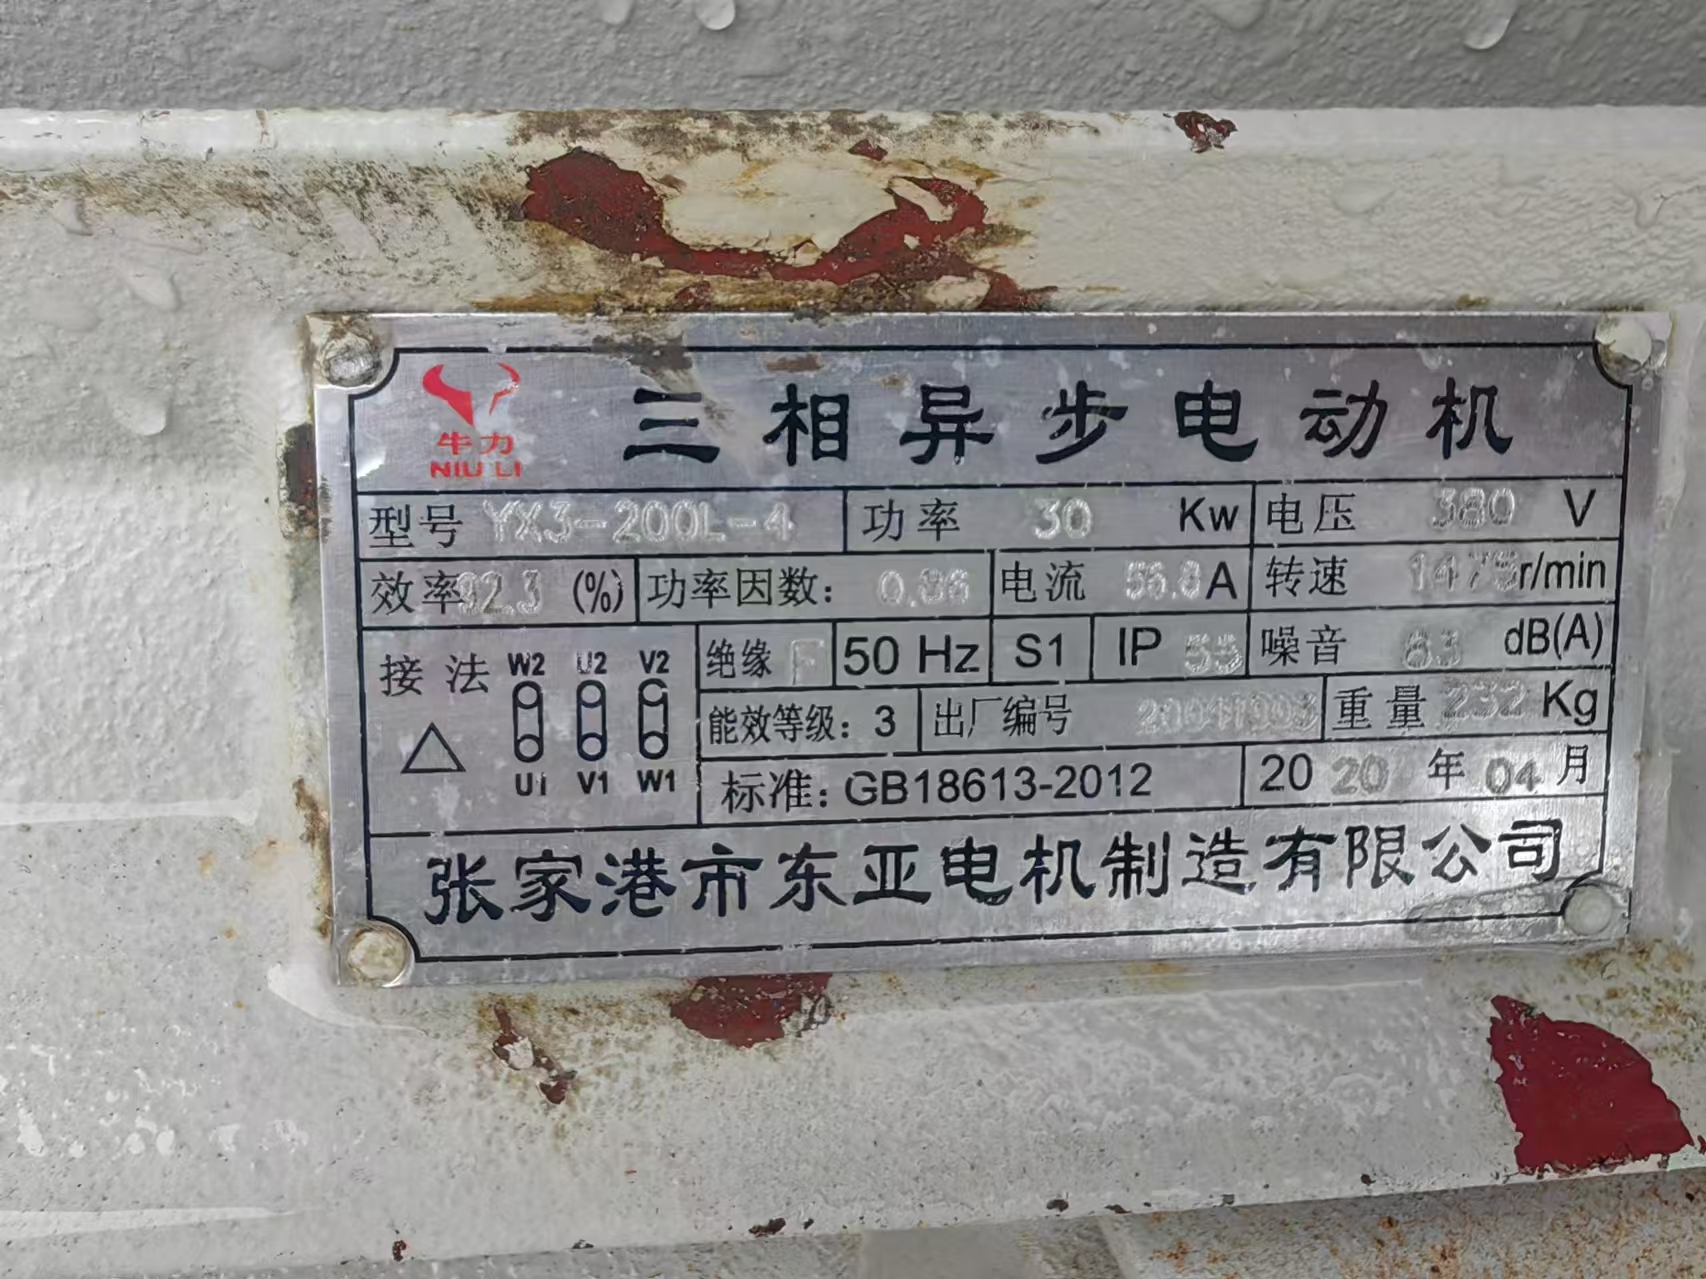 牛力
NIU LI
三相异步电动机
型号 YX3-200L-4 功率 30 Kw 电压 380 V
效率 92.3 (%) 功率因数: 0.86 电流 56.8 A 转速 1475 r/min
接法 W2 U2 V2
U1 V1 W1
绝缘 F 50 Hz S1 IP 55 噪音 63 dB(A)
能效等级: 3 出厂编号 重量 232 Kg
标准: GB18613-2012 2020 年 04 月
张家港市东亚电机制造有限公司